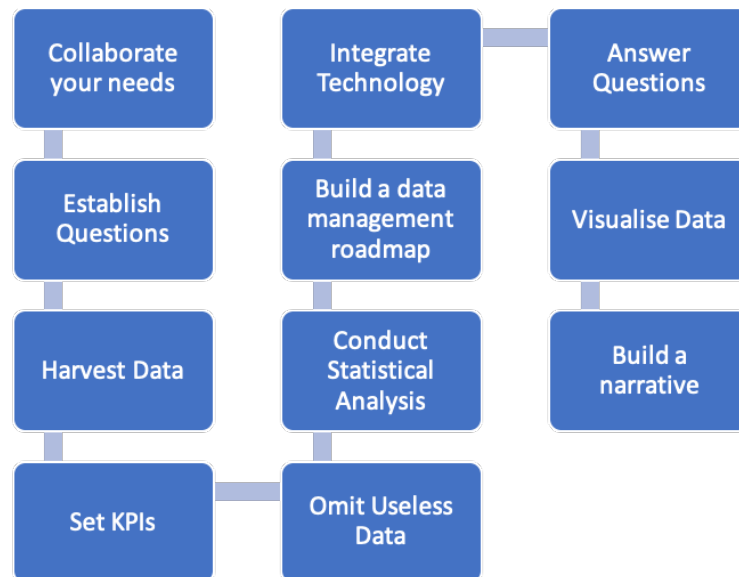 Collaborate
your needs
Establish
Questions
Harvest Data
Set KPIs
Omit Useless
Data
Conduct
Statistical
Analysis
Build a data
management
roadmap
Integrate
Technology
Answer
Questions
Visualise Data
Build a
narrative